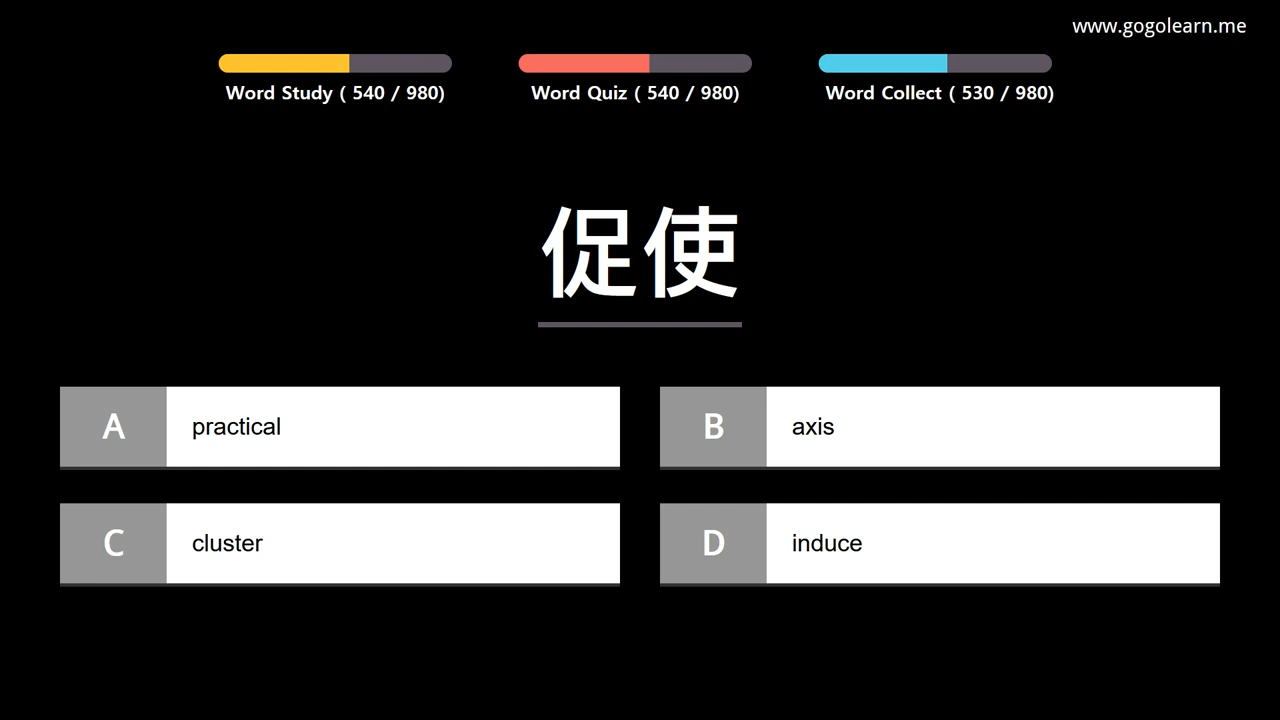 www.gogolearn.me
Word Study ( 540 / 980)
Word Quiz ( 540 / 980)
Word Collect ( 530 / 980)
促使
A practical
B axis
C cluster
D induce